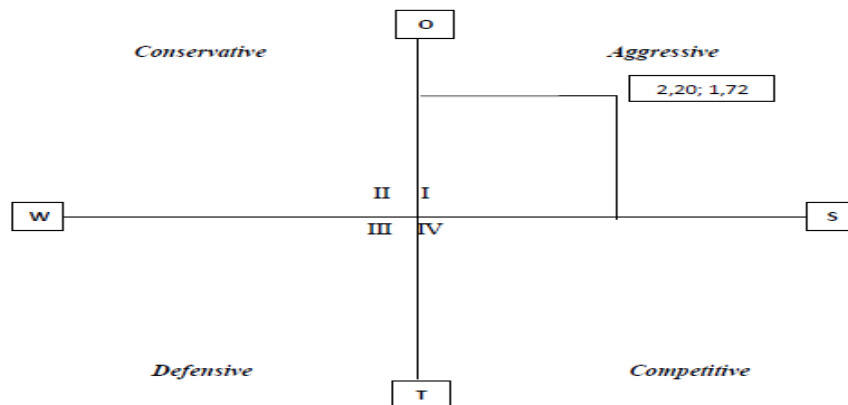 O
Conservative
Aggressive
2,20; 1,72
II
I
W
S
III
IV
Defensive
Competitive
T